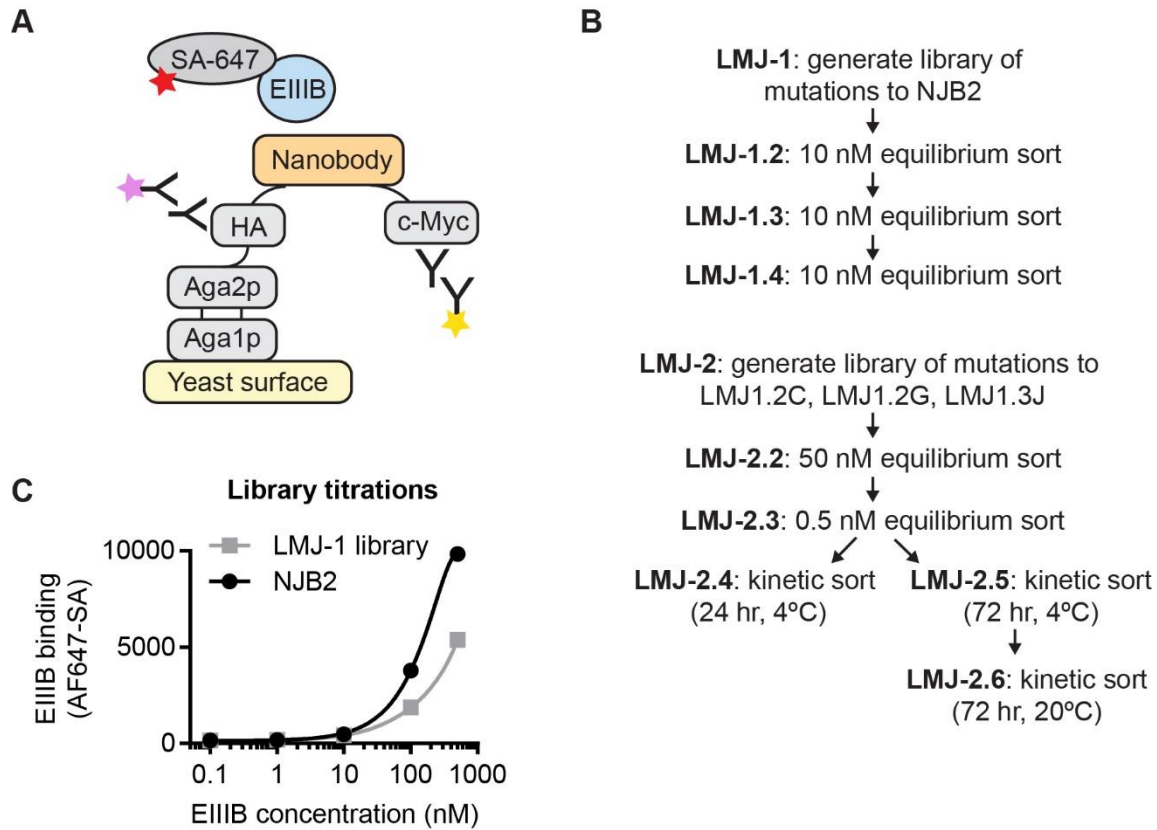 A
SA-647
EIIIB
Nanobody
HA
c-Myc
Aga2p
Aga1p
Yeast surface
B
LMJ-1: generate library of
mutations to NJB2
LMJ-1.2: 10 nM equilibrium sort
LMJ-1.3: 10 nM equilibrium sort
LMJ-1.4: 10 nM equilibrium sort
LMJ-2: generate library of mutations to
LMJ1.2C, LMJ1.2G, LMJ1.3J
LMJ-2.2: 50 nM equilibrium sort
LMJ-2.3: 0.5 nM equilibrium sort
LMJ-2.4: kinetic sort
(24 hr, 4ºC)
LMJ-2.5: kinetic sort
(72 hr, 4ºC)
LMJ-2.6: kinetic sort
(72 hr, 20ºC)
C
Library titrations
LMJ-1 library
NJB2
EIIIB binding
(AF647-SA)
10000
5000
0
0.1 1 10 100 1000
EIIIB concentration (nM)